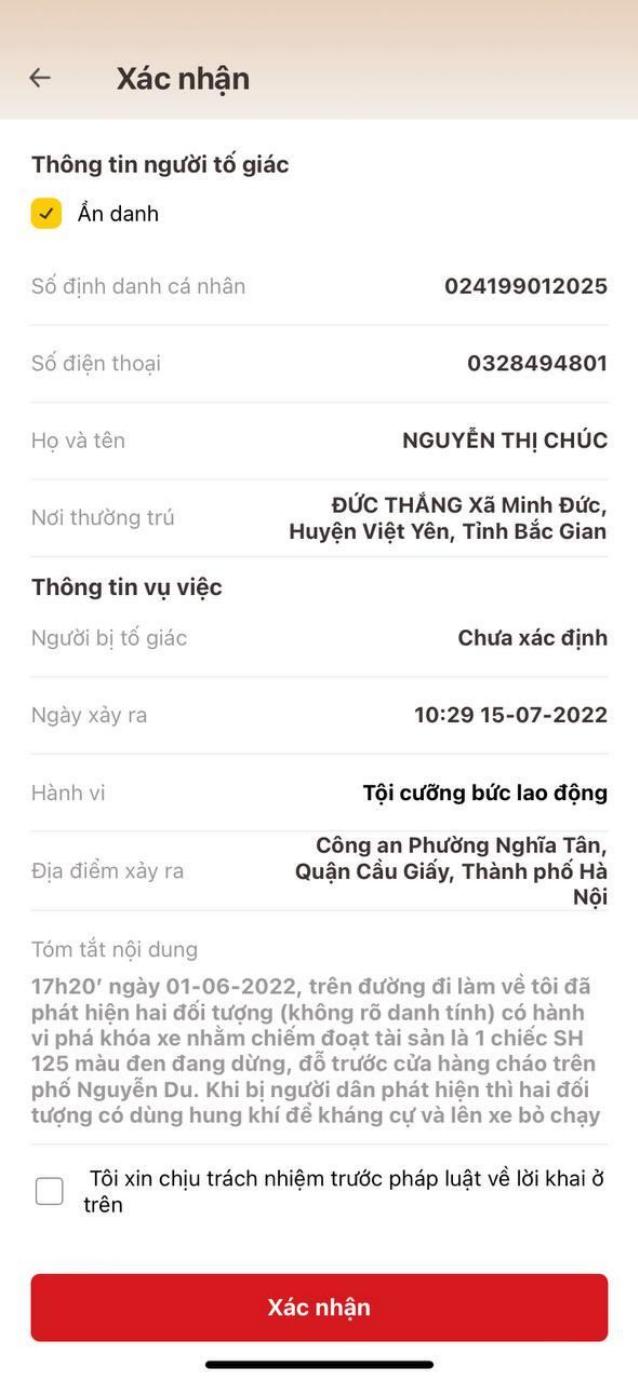 Xác nhận
Thông tin người tố giác
Ẩn danh
Số định danh cá nhân 024199012025
Số điện thoại 0328494801
Họ và tên NGUYỄN THỊ CHÚC
Nơi thường trú ĐỨC THẮNG Xã Minh Đức,
Huyện Việt Yên, Tỉnh Bắc Gian
Thông tin vụ việc
Người bị tố giác Chưa xác định
Ngày xảy ra 10:29 15-07-2022
Hành vi Tội cưỡng bức lao động
Địa điểm xảy ra Công an Phường Nghĩa Tân,
Quận Cầu Giấy, Thành phố Hà
Nội
Tóm tắt nội dung
17h20’ ngày 01-06-2022, trên đường đi làm về tôi đã
phát hiện hai đối tượng (không rõ danh tính) có hành
vi phá khóa xe nhằm chiếm đoạt tài sản là 1 chiếc SH
125 màu đen đang dừng, đỗ trước cửa hàng cháo trên
phố Nguyễn Du. Khi bị người dân phát hiện thì hai đối
tượng có dùng hung khí để kháng cự và lên xe bỏ chạy
Tôi xin chịu trách nhiệm trước pháp luật về lời khai ở
trên
Xác nhận